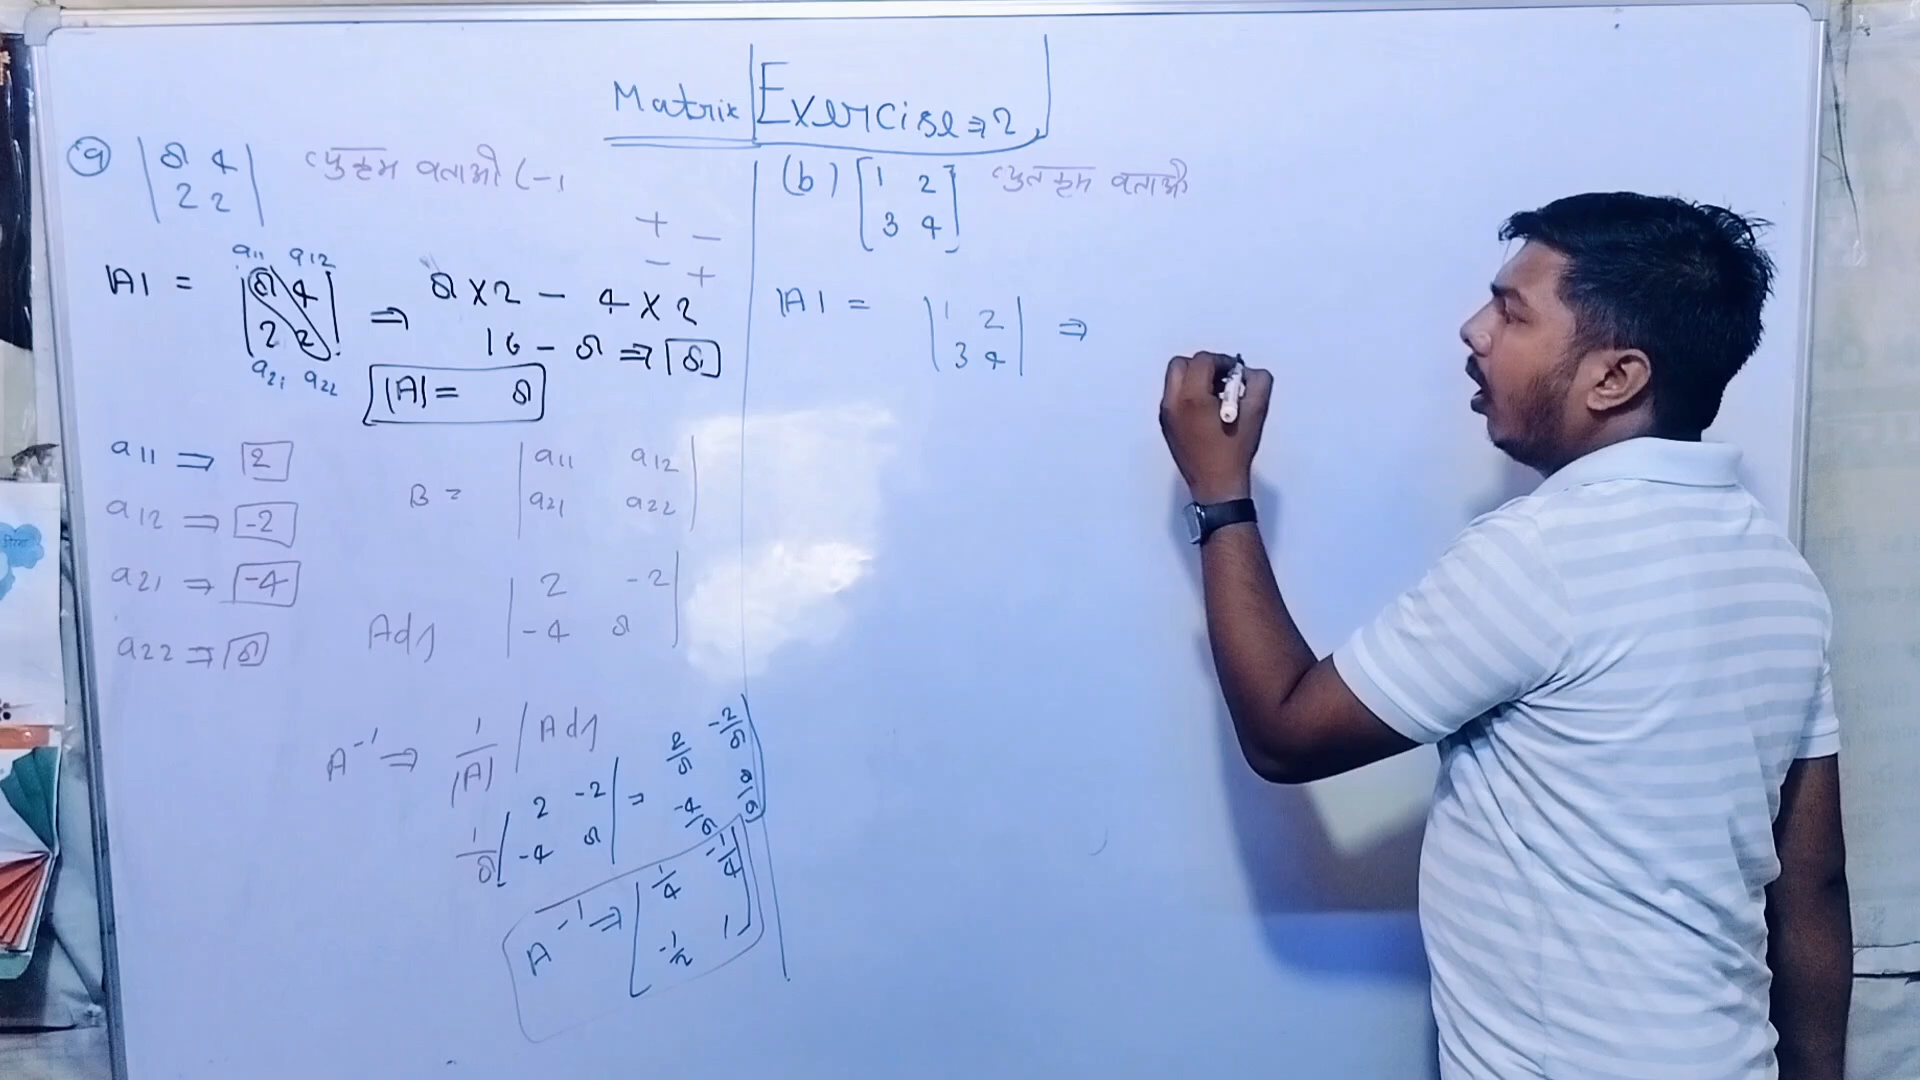 Matrix Exercise ⇒ 2
(a) | 8 4 | व्युत्क्रम बताओ (-1
| 2 2 |
+ -
- +
a11 a12
|A| = | 8 4 | ⇒ 8 × 2 - 4 × 2
| 2 2 | 16 - 8 ⇒ 8
a21 a22
|A| = 8
a11 ⇒ 2
a12 ⇒ -2
a21 ⇒ -4
a22 ⇒ 8
B = | a11 a12 |
| a21 a22 |
Adj | 2 -2 |
| -4 8 |
A⁻¹ ⇒ 1/|A| | Adj
1/8 | 2 -2 | = 2/8 -2/8
| -4 8 | -4/8 8/8
A⁻¹ ⇒ [ 1/4 -1/4
-1/2 1 ]
(b) [ 1 2 ] व्युत्क्रम बताओ
[ 3 4 ]
|A| = | 1 2 | ⇒
| 3 4 |